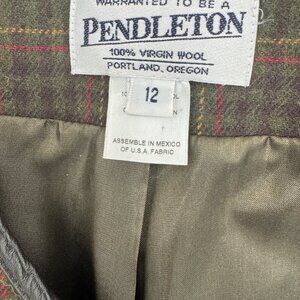 WARRANTED TO BE A
PENDLETON
100% VIRGIN WOOL
PORTLAND, OREGON
12
ASSEMBLE IN MEXICO
OF U.S.A. FABRIC